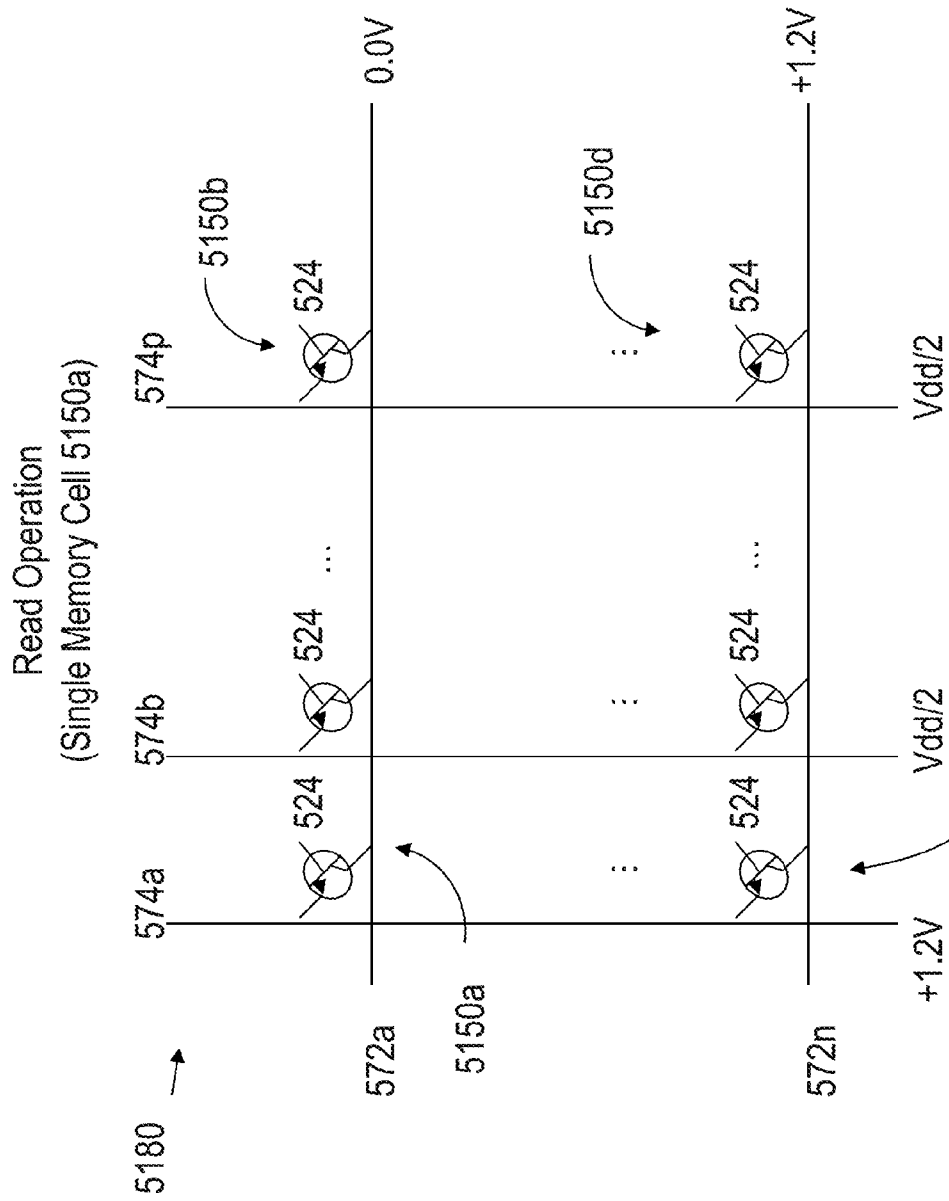 Read Operation
(Single Memory Cell 5150a)
5180
574a
574b
574p
5150b
524
524
...
524
572a
0.0V
5150a
...
...
...
5150d
524
524
...
524
572n
+1.2V
+1.2V
Vdd/2
Vdd/2